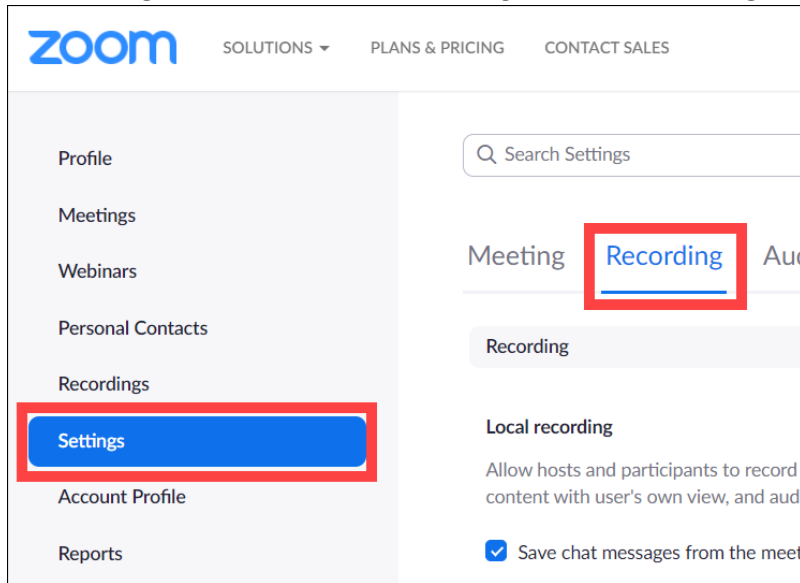 zoom SOLUTIONS PLANS & PRICING CONTACT SALES
Profile
Meetings
Webinars
Personal Contacts
Recordings
Settings
Account Profile
Reports
Search Settings
Meeting Recording
Recording
Local recording
Allow hosts and participants to record
content with user's own view, and
Save chat messages from the